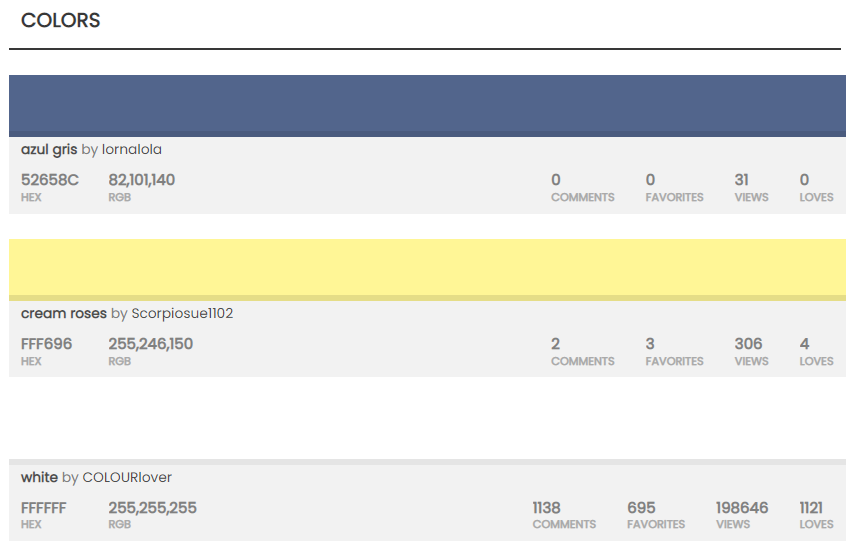 COLORS
azul gris by lornalola
52658C 82,101,140 0 0 31 0
HEX RGB COMMENTS FAVORITES VIEWS LOVES
cream roses by Scorpiosue1102
FFF696 255,246,150 2 3 306 4
HEX RGB COMMENTS FAVORITES VIEWS LOVES
white by COLOURlover
FFFFFF 255,255,255 1138 695 198646 1121
HEX RGB COMMENTS FAVORITES VIEWS LOVES